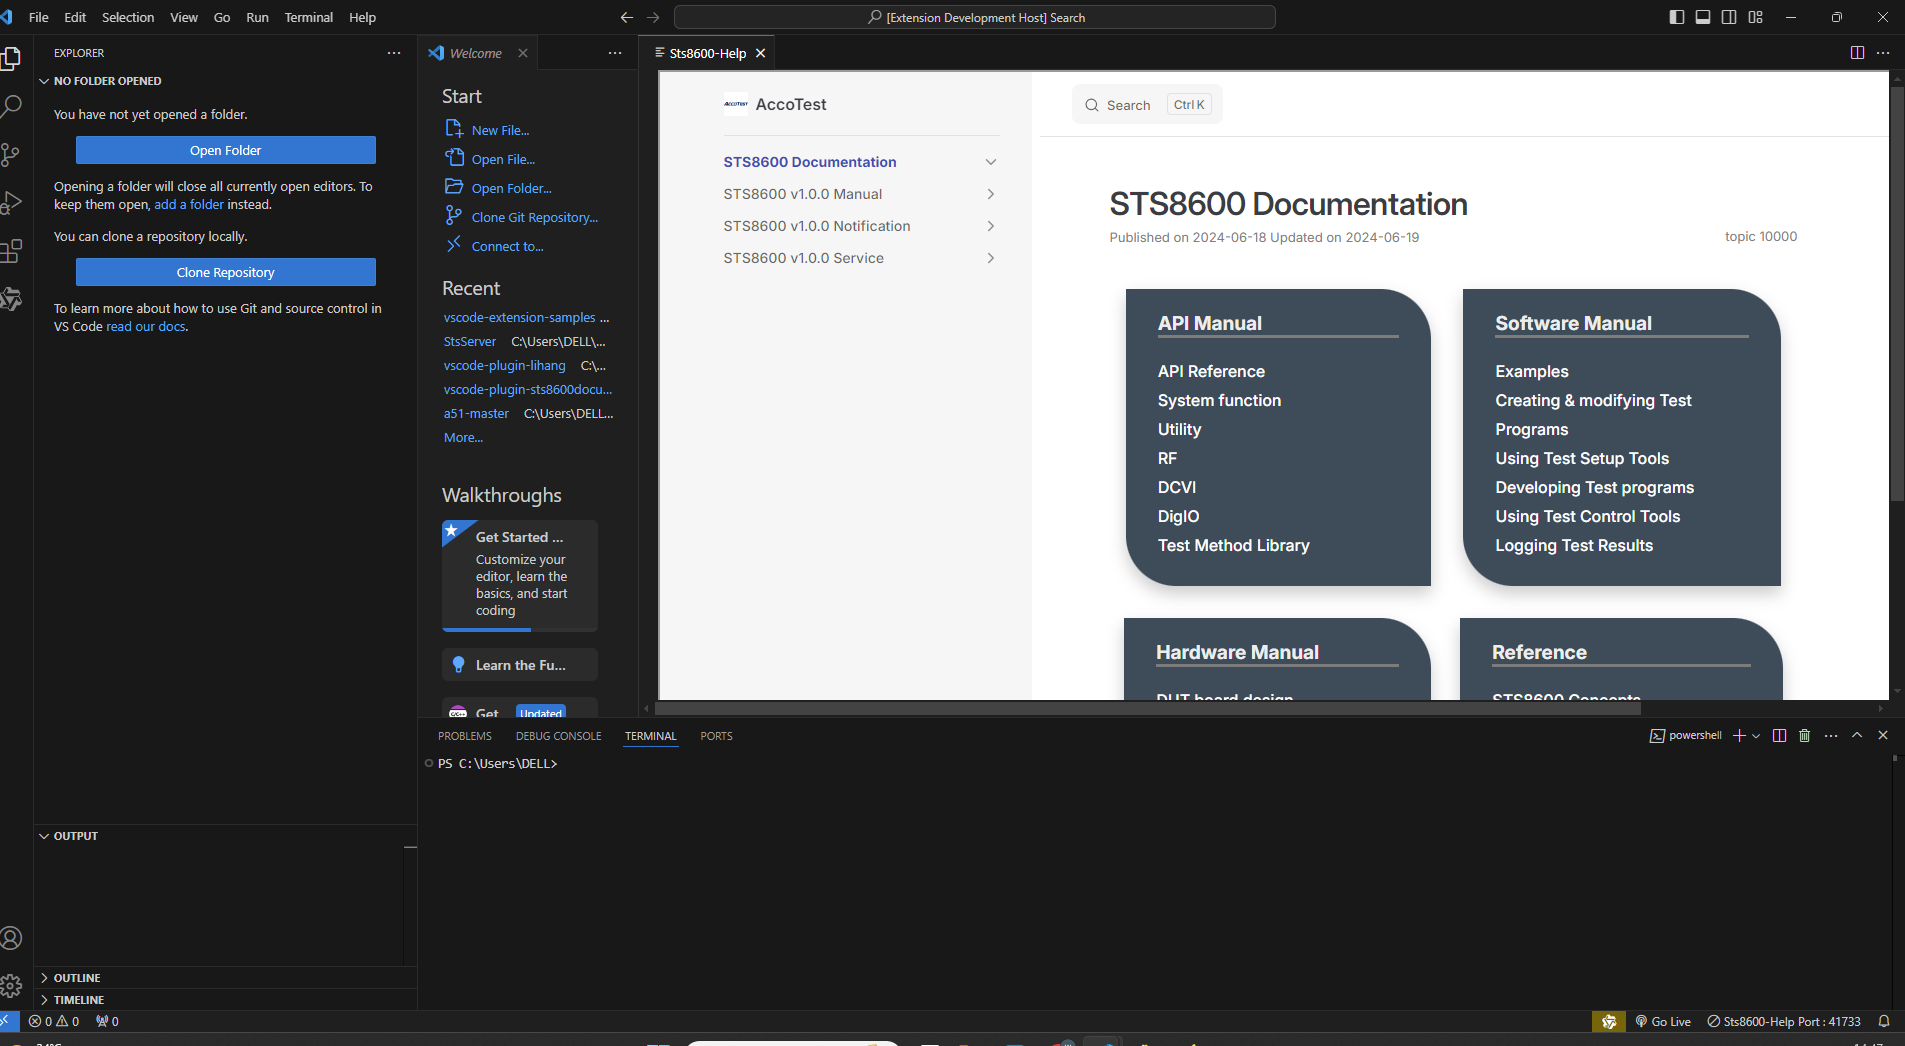 File Edit Selection View Go Run Terminal Help
[Extension Development Host] Search
EXPLORER
NO FOLDER OPENED
You have not yet opened a folder.
Open Folder
Opening a folder will close all currently open editors. To
keep them open, add a folder instead.
You can clone a repository locally.
Clone Repository
To learn more about how to use Git and source control in
VS Code read our docs.
OUTPUT
OUTLINE
TIMELINE
Welcome
Start
New File...
Open File...
Open Folder...
Clone Git Repository...
Connect to...
Recent
vscode-extension-samples ...
StsServer C:\Users\DELL\...
vscode-plugin-lihang C:\...
vscode-plugin-sts8600docu...
a51-master C:\Users\DELL...
More...
Walkthroughs
Get Started ...
Customize your
editor, learn the
basics, and start
coding
Learn the Fu...
Get Updated
Sts8600-Help
ACCOTEST AccoTest
STS8600 Documentation
STS8600 v1.0.0 Manual
STS8600 v1.0.0 Notification
STS8600 v1.0.0 Service
Search Ctrl K
STS8600 Documentation
Published on 2024-06-18 Updated on 2024-06-19
topic 10000
API Manual
API Reference
System function
Utility
RF
DCVI
DigIO
Test Method Library
Software Manual
Examples
Creating & modifying Test
Programs
Using Test Setup Tools
Developing Test programs
Using Test Control Tools
Logging Test Results
Hardware Manual
DUT board design
Reference
STS8600 Concepts
PROBLEMS DEBUG CONSOLE TERMINAL PORTS
powershell
PS C:\Users\DELL>
0 0 0
Go Live
Sts8600-Help Port : 41733